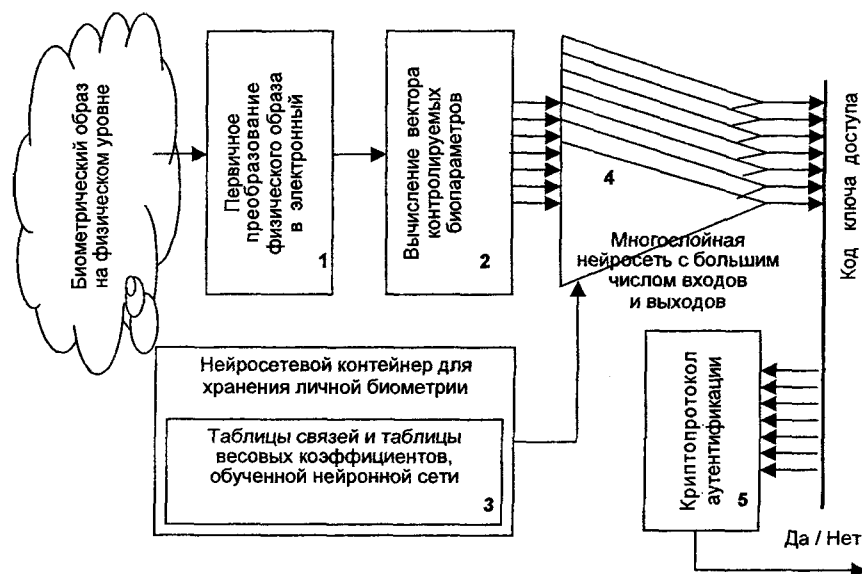 Биометрический образ
на физическом уровне
Первичное
преобразование
физического образа
в электронный
1
Вычисление вектора
контролируемых
биопараметров
2
4
Многослойная
нейросеть с большим
числом входов
и выходов
Код ключа доступа
Нейросетевой контейнер для
хранения личной биометрии
Таблицы связей и таблицы
весовых коэффициентов,
обученной нейронной сети
3
Криптопротокол
аутентификации
5
Да / Нет